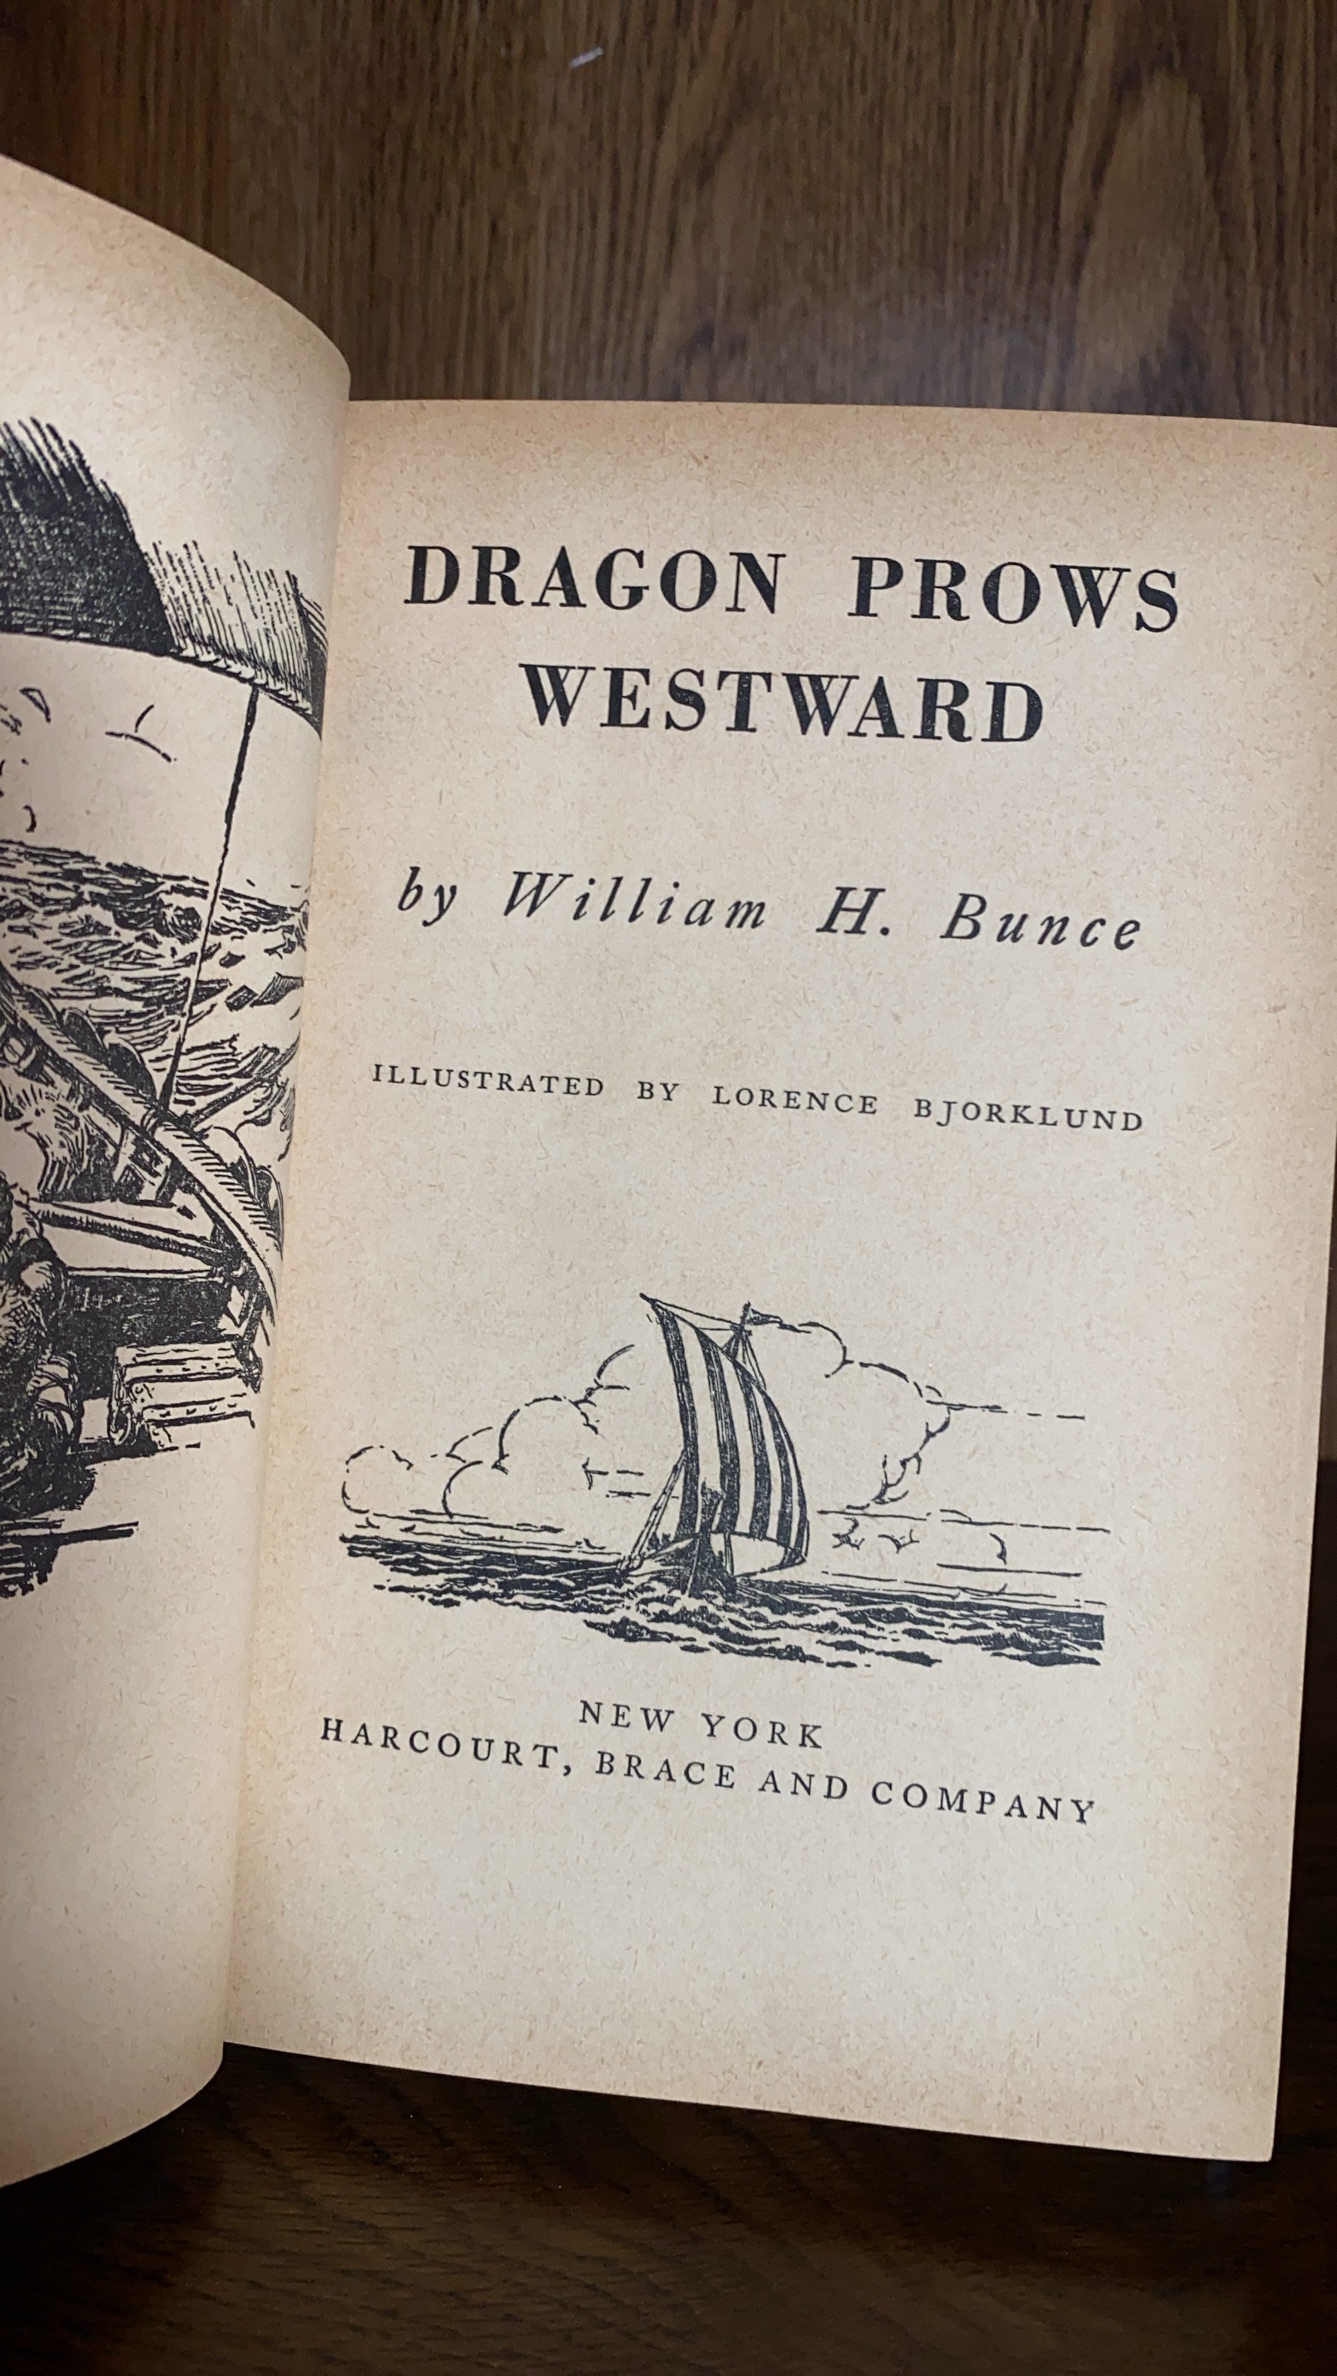 DRAGON PROWS
WESTWARD
by William H. Bunce
ILLUSTRATED BY LORENCE BJORKLUND
NEW YORK
HARCOURT, BRACE AND COMPANY